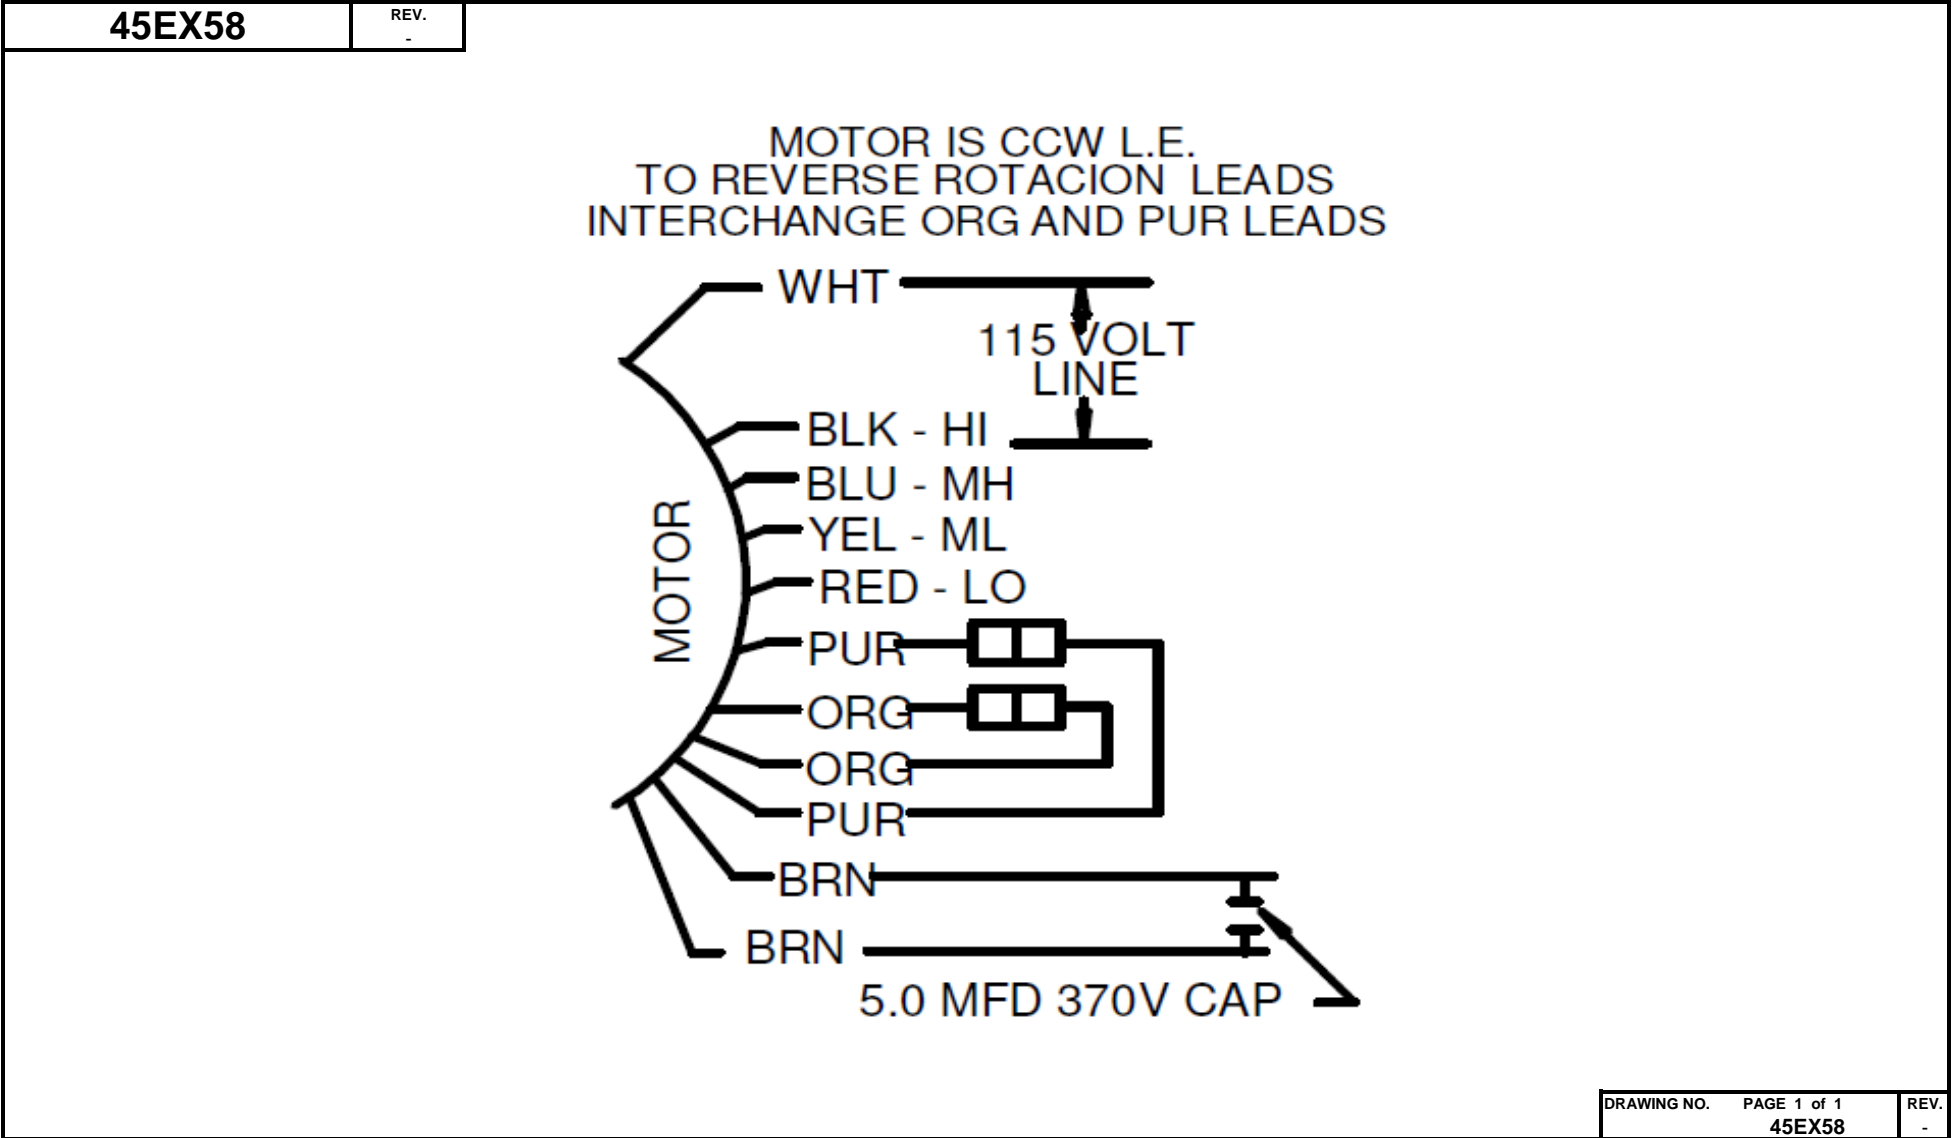 45EX58
REV.
-
MOTOR IS CCW L.E.
TO REVERSE ROTACION LEADS
INTERCHANGE ORG AND PUR LEADS
WHT
115 VOLT
LINE
BLK - HI
BLU - MH
YEL - ML
RED - LO
MOTOR
PUR
ORG
ORG
PUR
BRN
BRN
5.0 MFD 370V CAP
DRAWING NO. PAGE 1 of 1
45EX58
REV.
-